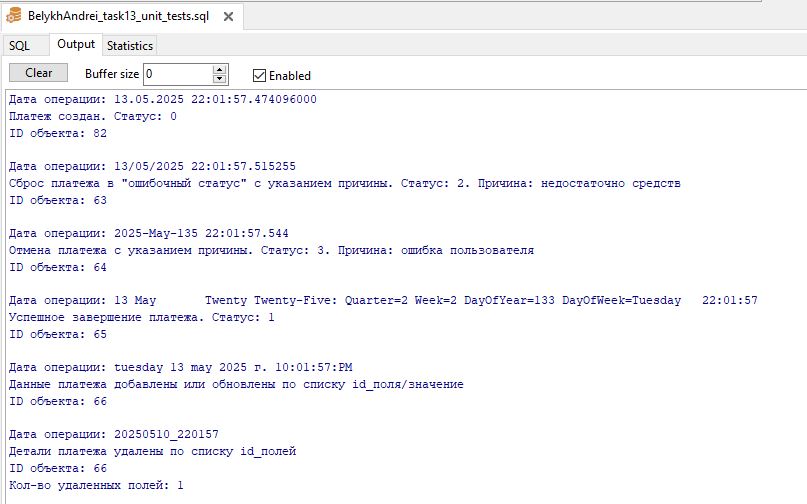 BelykhAndrei_task13_unit_tests.sql
SQL Output Statistics
Clear Buffer size 0 Enabled
Дата операции: 13.05.2025 22:01:57.474096000
Платеж создан. Статус: 0
ID объекта: 82
Дата операции: 13/05/2025 22:01:57.515255
Сброс платежа в "ошибочный статус" с указанием причины. Статус: 2. Причина: недостаточно средств
ID объекта: 63
Дата операции: 2025-May-135 22:01:57.544
Отмена платежа с указанием причины. Статус: 3. Причина: ошибка пользователя
ID объекта: 64
Дата операции: 13 May       Twenty Twenty-Five: Quarter=2 Week=2 DayOfYear=133 DayOfWeek=Tuesday   22:01:57
Успешное завершение платежа. Статус: 1
ID объекта: 65
Дата операции: tuesday 13 may 2025 г. 10:01:57:PM
Данные платежа добавлены или обновлены по списку id_поля/значение
ID объекта: 66
Дата операции: 20250510_220157
Детали платежа удалены по списку id_полей
ID объекта: 66
Кол-во удаленных полей: 1